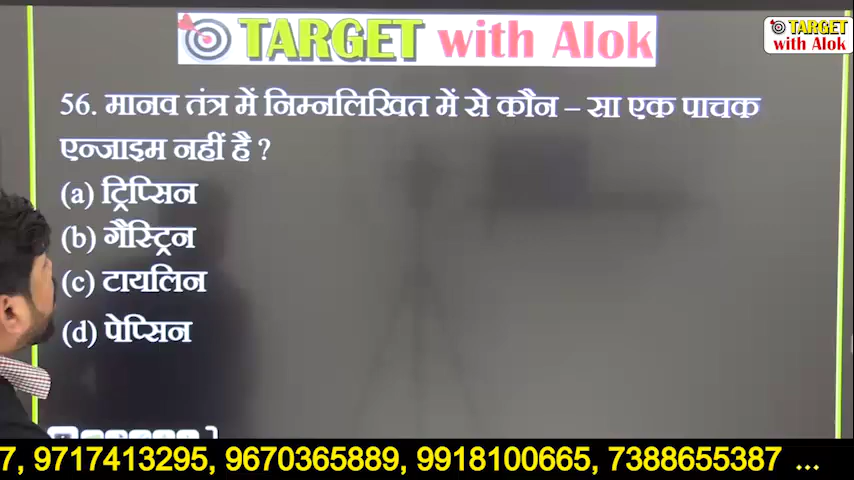 TARGET with Alok
TARGET
with Alok
56. मानव तंत्र में निम्नलिखित में से कौन – सा एक पाचक
एन्जाइम नहीं है ?
(a) ट्रिप्सिन
(b) गैस्ट्रिन
(c) टायलिन
(d) पेप्सिन
7, 9717413295, 9670365889, 9918100665, 7388655387 ...